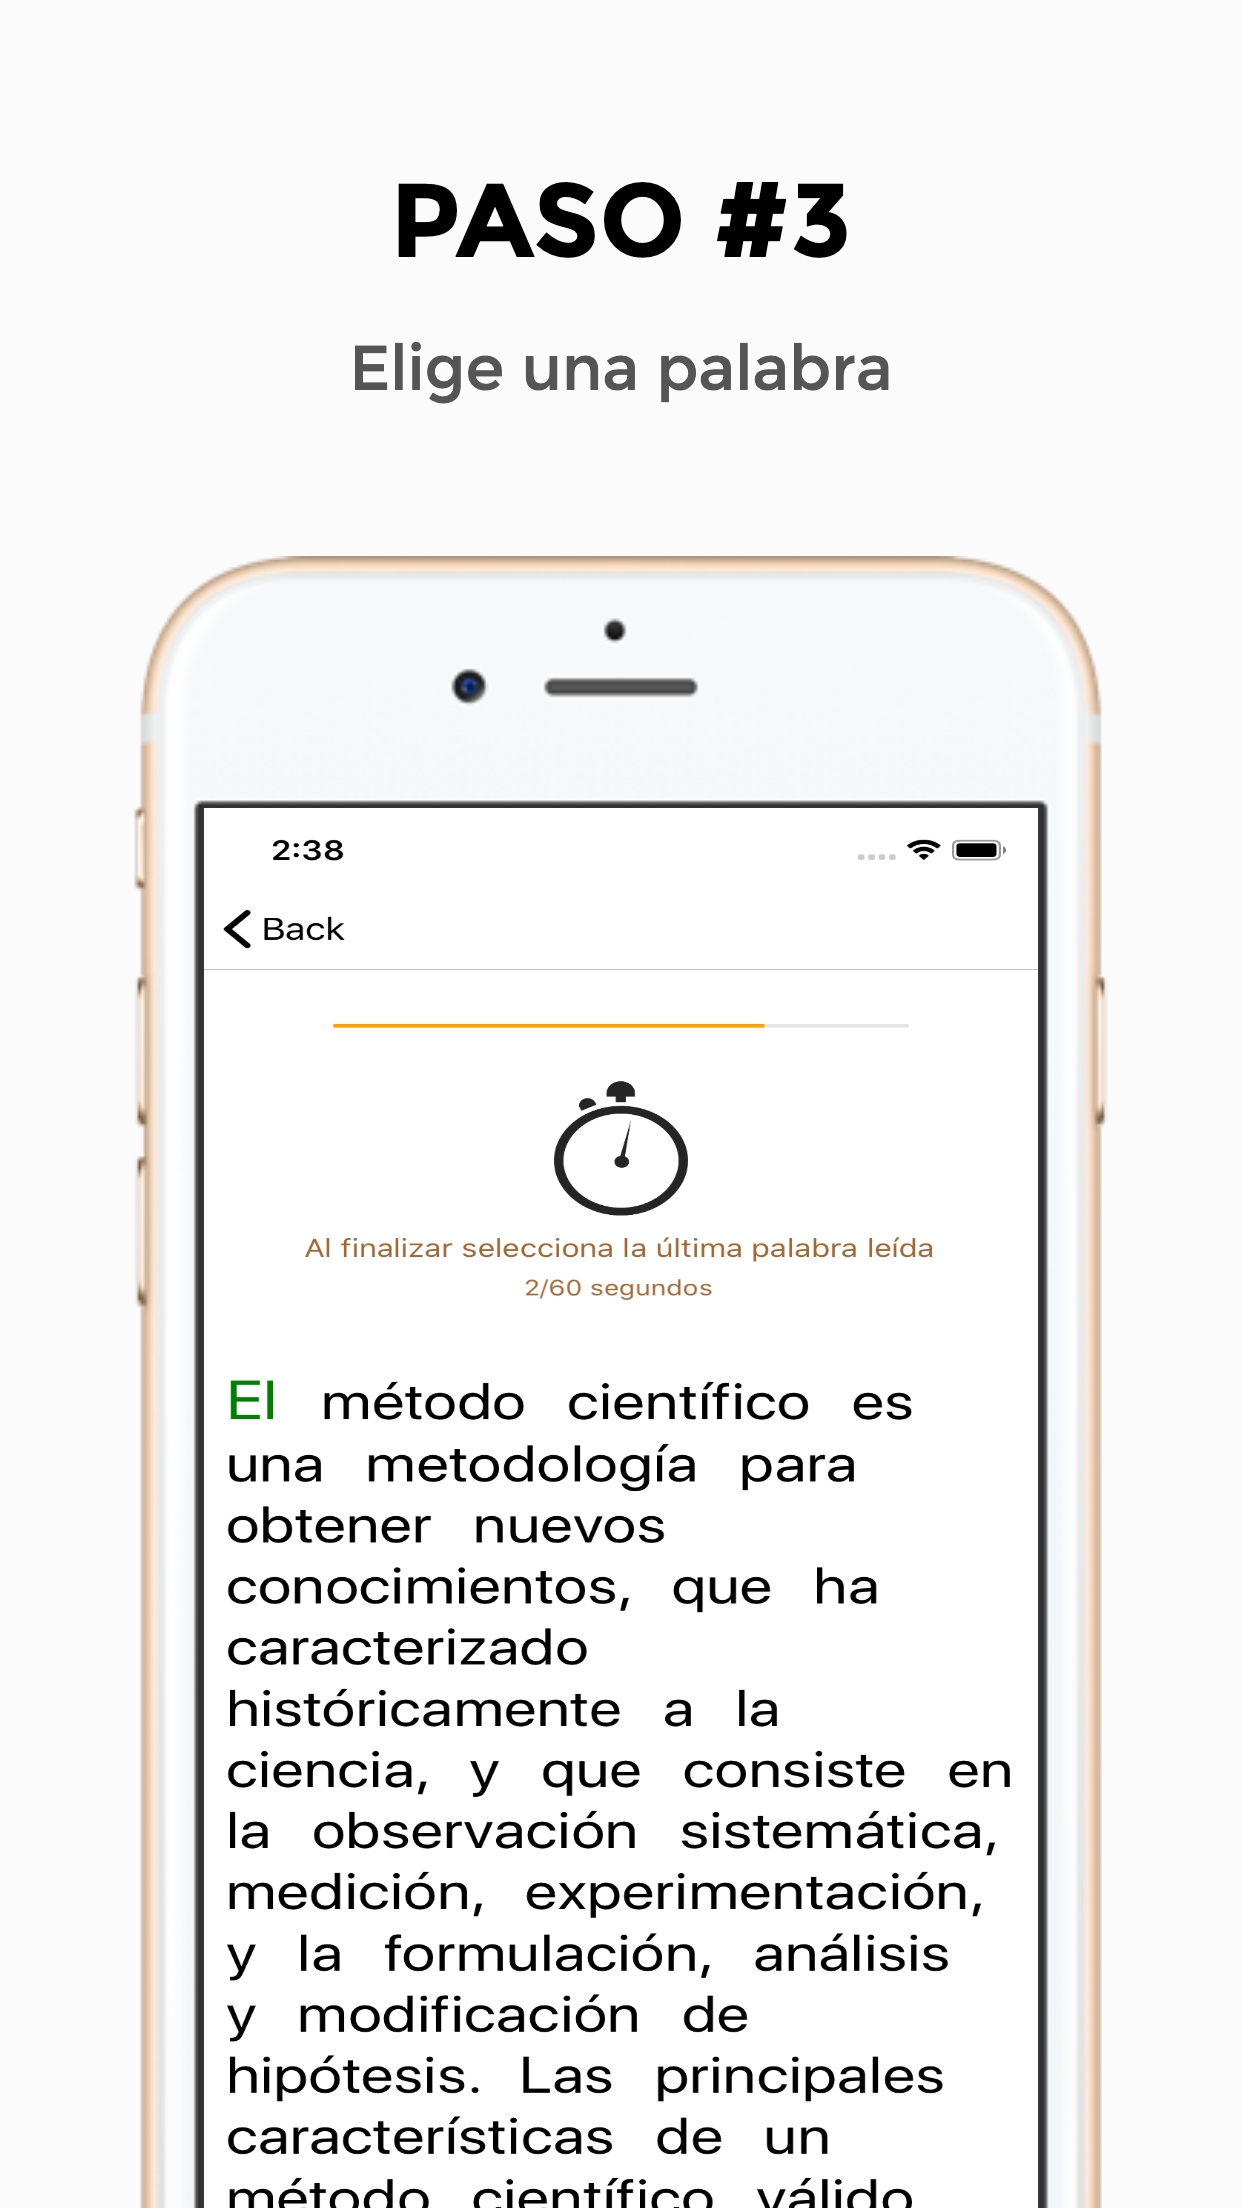 PASO #3
Elige una palabra
2:38
Back
Al finalizar selecciona la última palabra leída
2/60 segundos
El método científico es
una metodología para
obtener nuevos
conocimientos, que ha
caracterizado
históricamente a la
ciencia, y que consiste en
la observación sistemática,
medición, experimentación,
y la formulación, análisis
y modificación de
hipótesis. Las principales
características de un
método científico válido